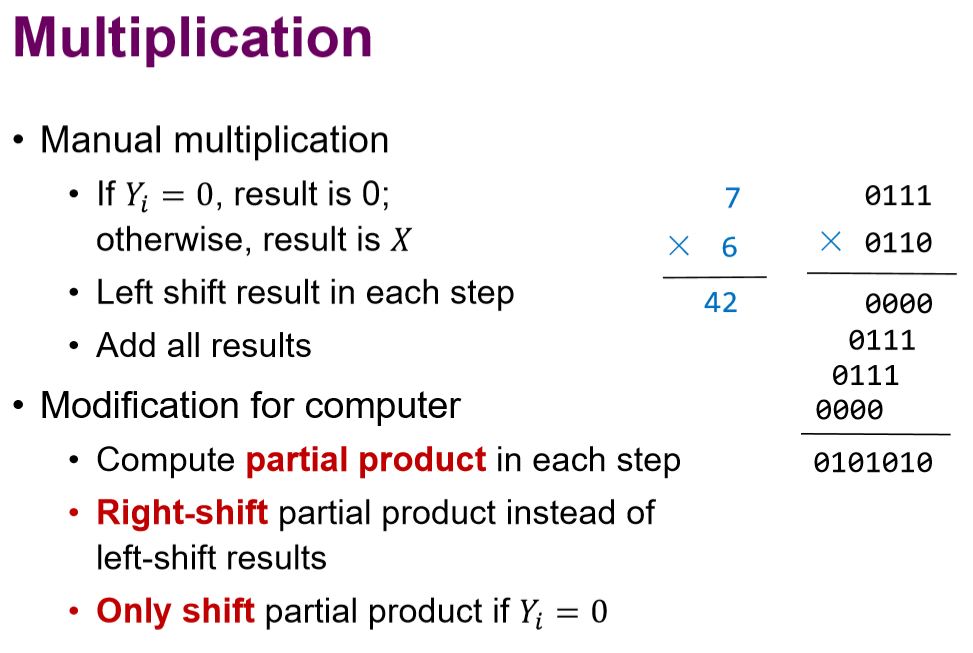 Multiplication
• Manual multiplication
• If Yᵢ = 0, result is 0;
otherwise, result is X
• Left shift result in each step
• Add all results
• Modification for computer
• Compute partial product in each step
• Right-shift partial product instead of
left-shift results
• Only shift partial product if Yᵢ = 0
7
× 6
42
0111
× 0110
0000
0111
0111
0000
0101010